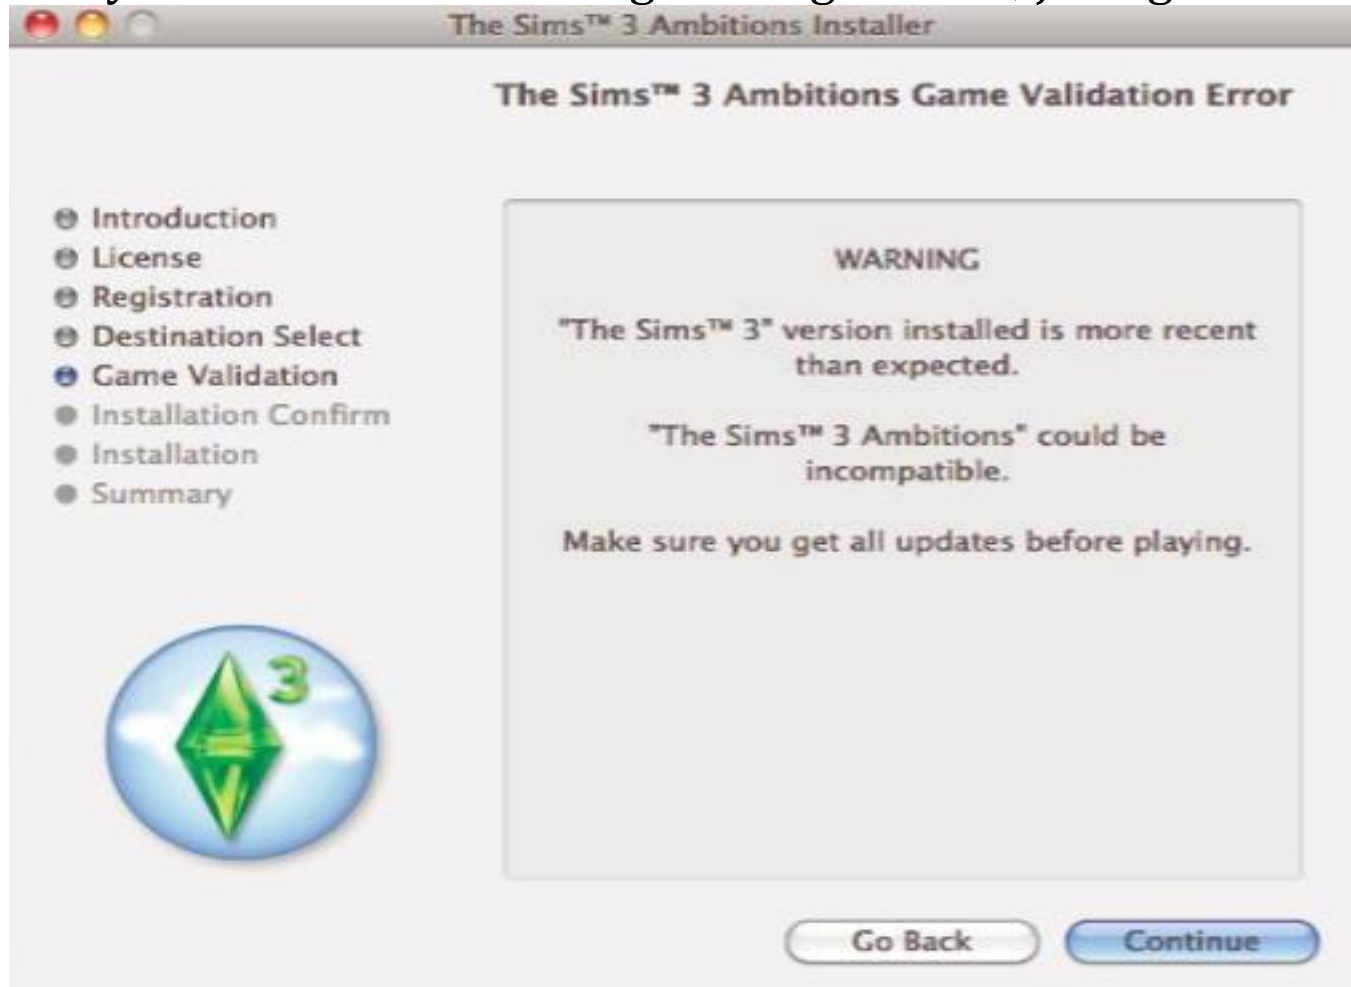 The Sims™ 3 Ambitions Installer
The Sims™ 3 Ambitions Game Validation Error
Introduction
License
Registration
Destination Select
Game Validation
Installation Confirm
Installation
Summary
WARNING
"The Sims™ 3" version installed is more recent
than expected.
"The Sims™ 3 Ambitions" could be
incompatible.
Make sure you get all updates before playing.
3
Go Back
Continue